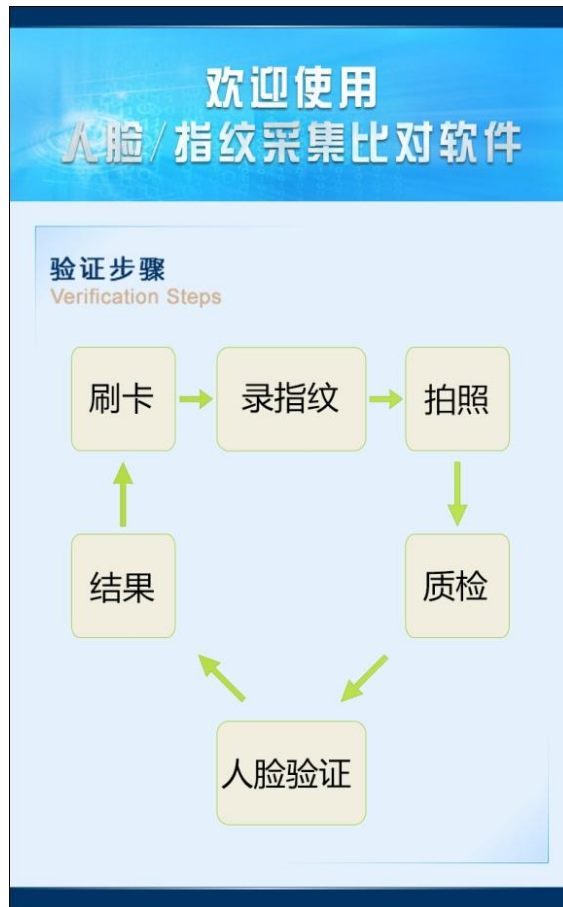 欢迎使用
人脸/指纹采集比对软件
验证步骤
Verification Steps
刷卡
录指纹
拍照
质检
人脸验证
结果